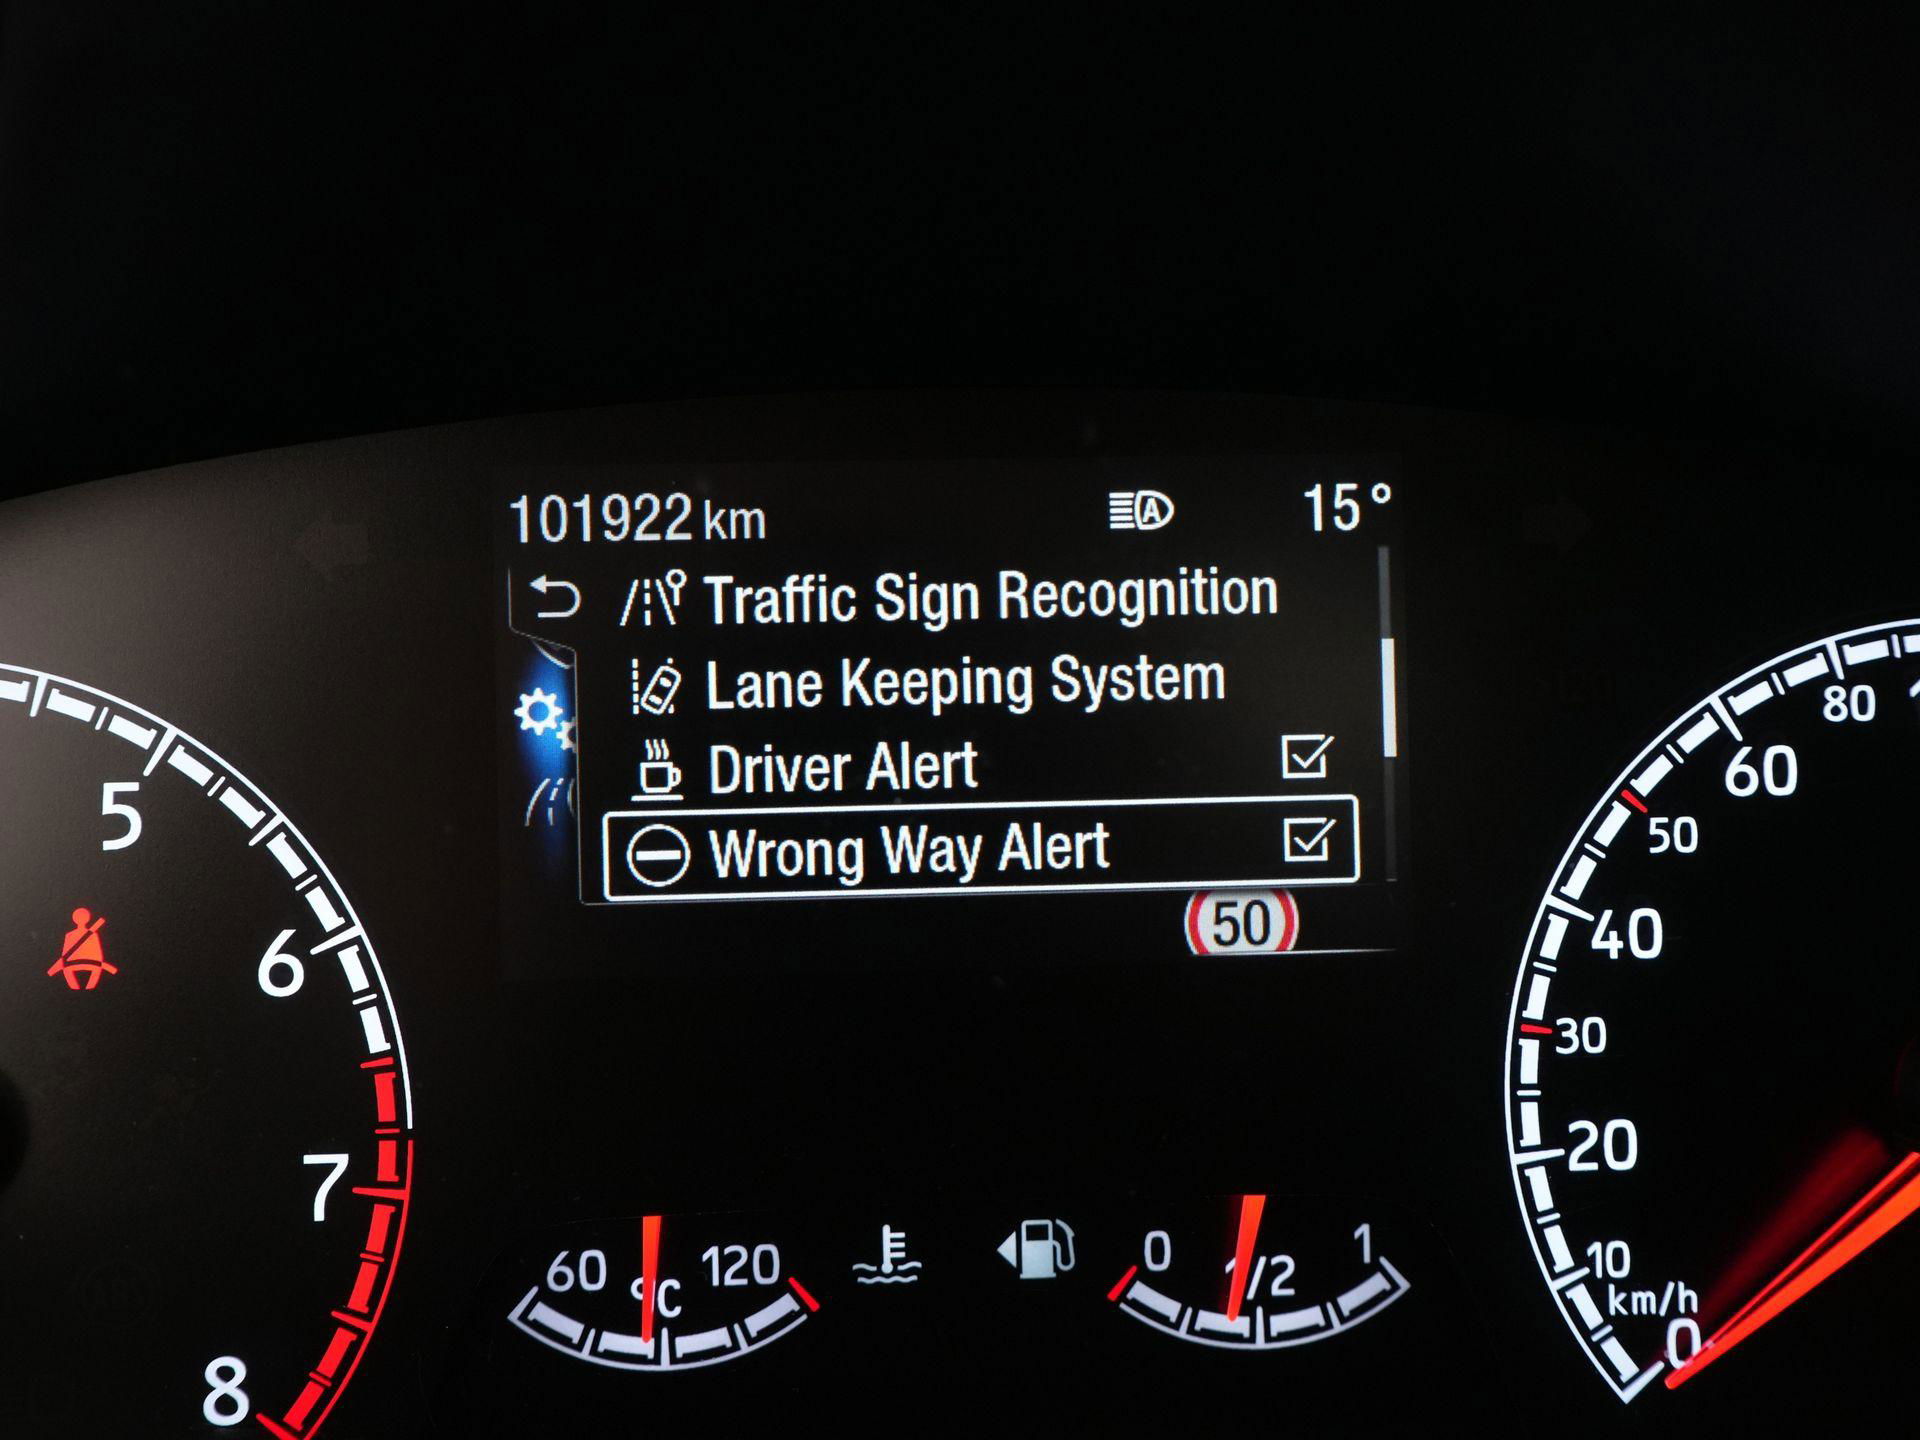 101922 km
A
15°
Traffic Sign Recognition
Lane Keeping System
Driver Alert
Wrong Way Alert
50
5
6
7
8
60
120
°C
0
1/2
1
80
60
50
40
30
20
10
km/h
0